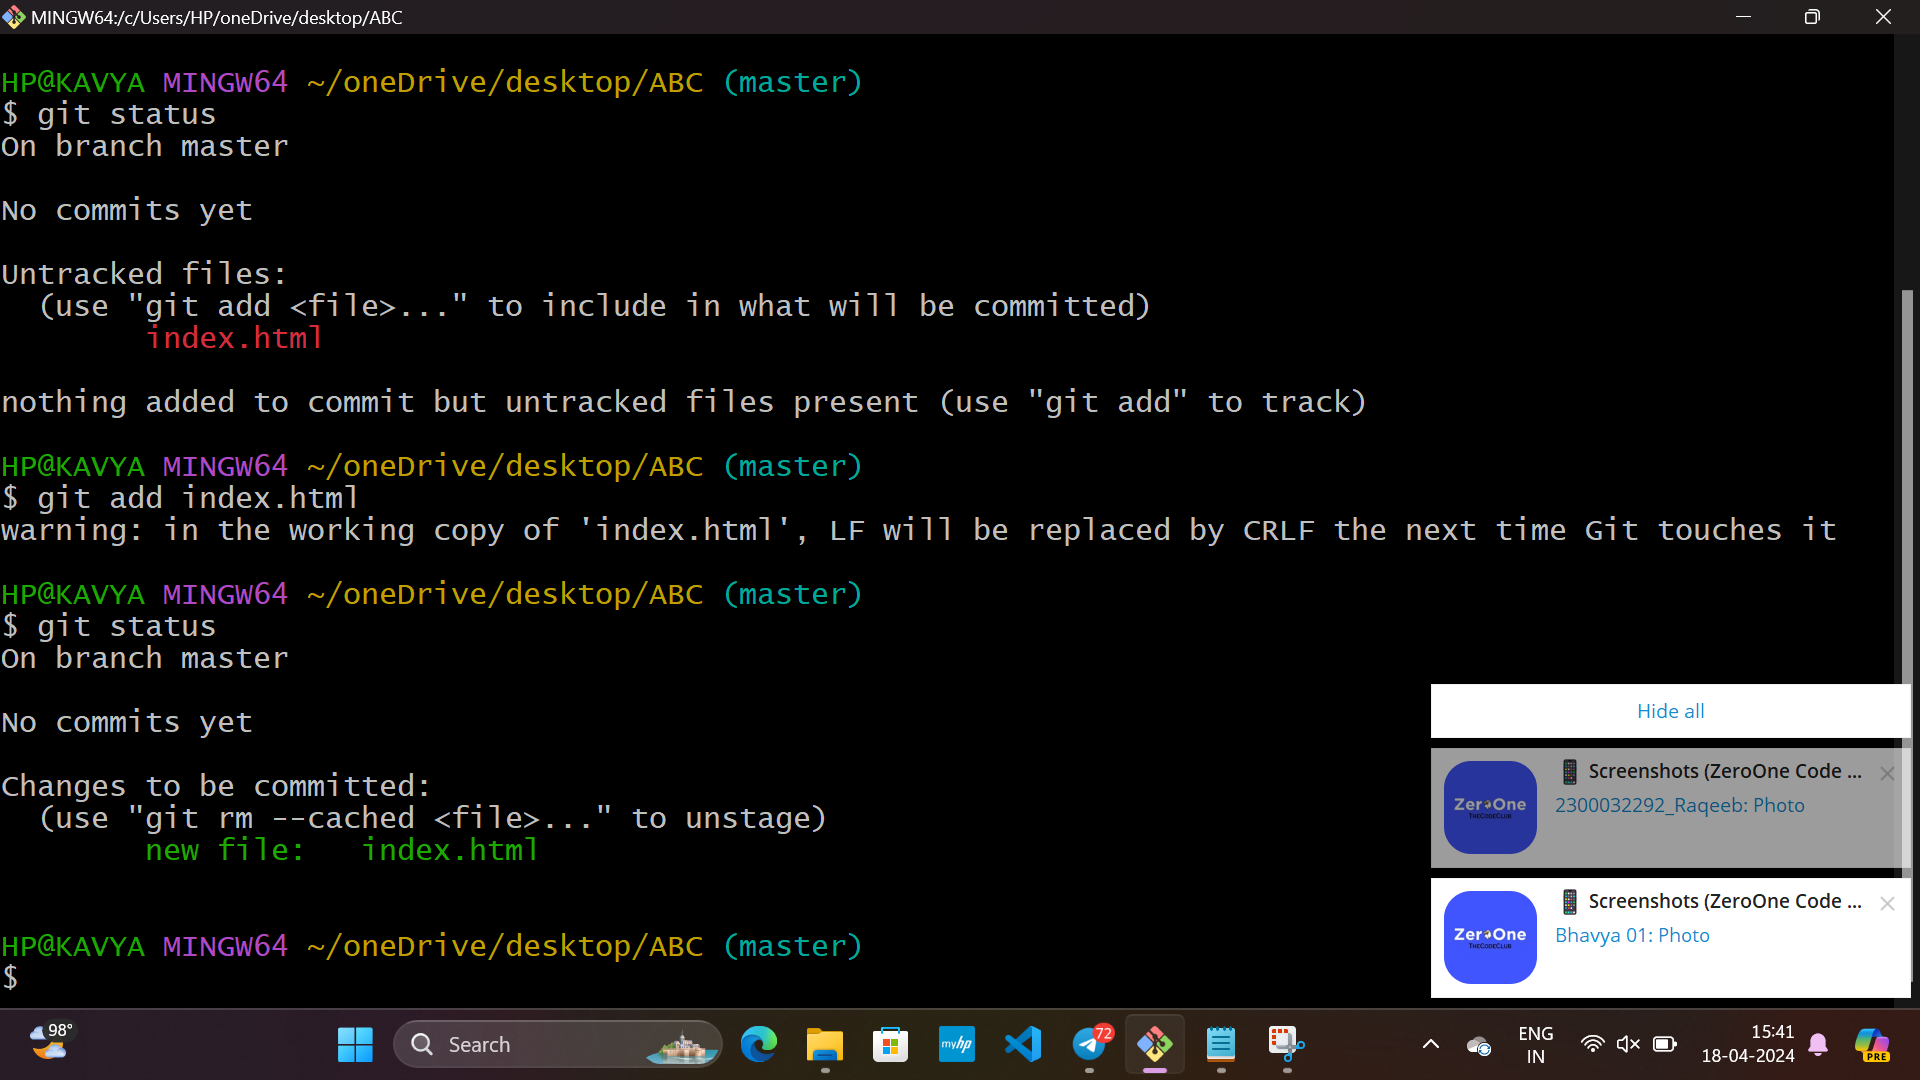 MINGW64:/c/Users/HP/oneDrive/desktop/ABC
HP@KAVYA MINGW64 ~/oneDrive/desktop/ABC (master)
$ git status
On branch master
No commits yet
Untracked files:
  (use "git add <file>..." to include in what will be committed)
        index.html
nothing added to commit but untracked files present (use "git add" to track)
HP@KAVYA MINGW64 ~/oneDrive/desktop/ABC (master)
$ git add index.html
warning: in the working copy of 'index.html', LF will be replaced by CRLF the next time Git touches it
HP@KAVYA MINGW64 ~/oneDrive/desktop/ABC (master)
$ git status
On branch master
No commits yet
Changes to be committed:
  (use "git rm --cached <file>..." to unstage)
        new file:   index.html
HP@KAVYA MINGW64 ~/oneDrive/desktop/ABC (master)
$
Hide all
Screenshots (ZeroOne Code ...
2300032292_Raqeeb: Photo
ZeroOne
THECODECLUB
Screenshots (ZeroOne Code ...
Bhavya 01: Photo
ZeroOne
THECODECLUB
98°
Search
myhp
72
ENG
IN
15:41
18-04-2024
PRE